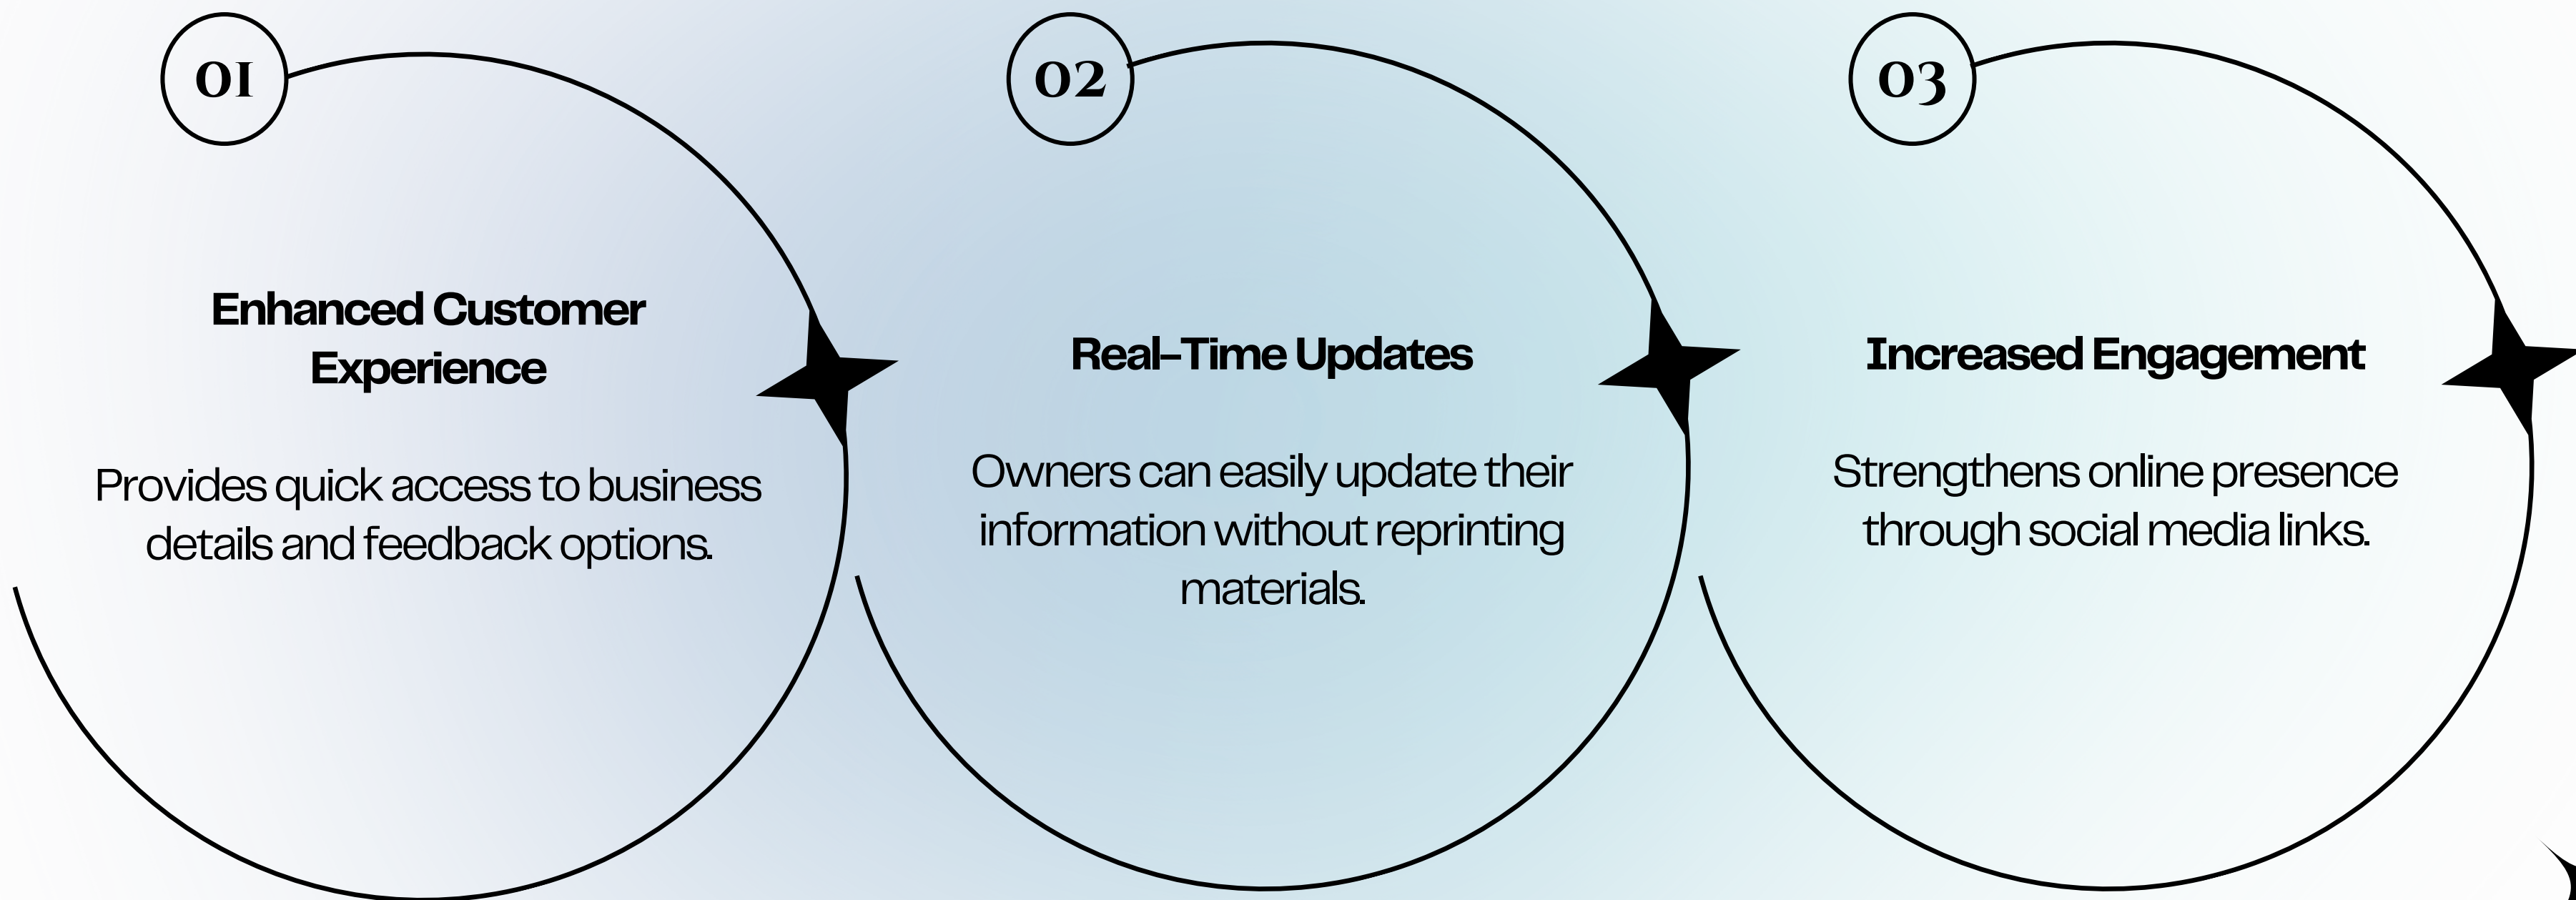 01
Enhanced Customer
Experience
Provides quick access to business
details and feedback options.
02
Real-Time Updates
Owners can easily update their
information without reprinting
materials.
03
Increased Engagement
Strengthens online presence
through social media links.